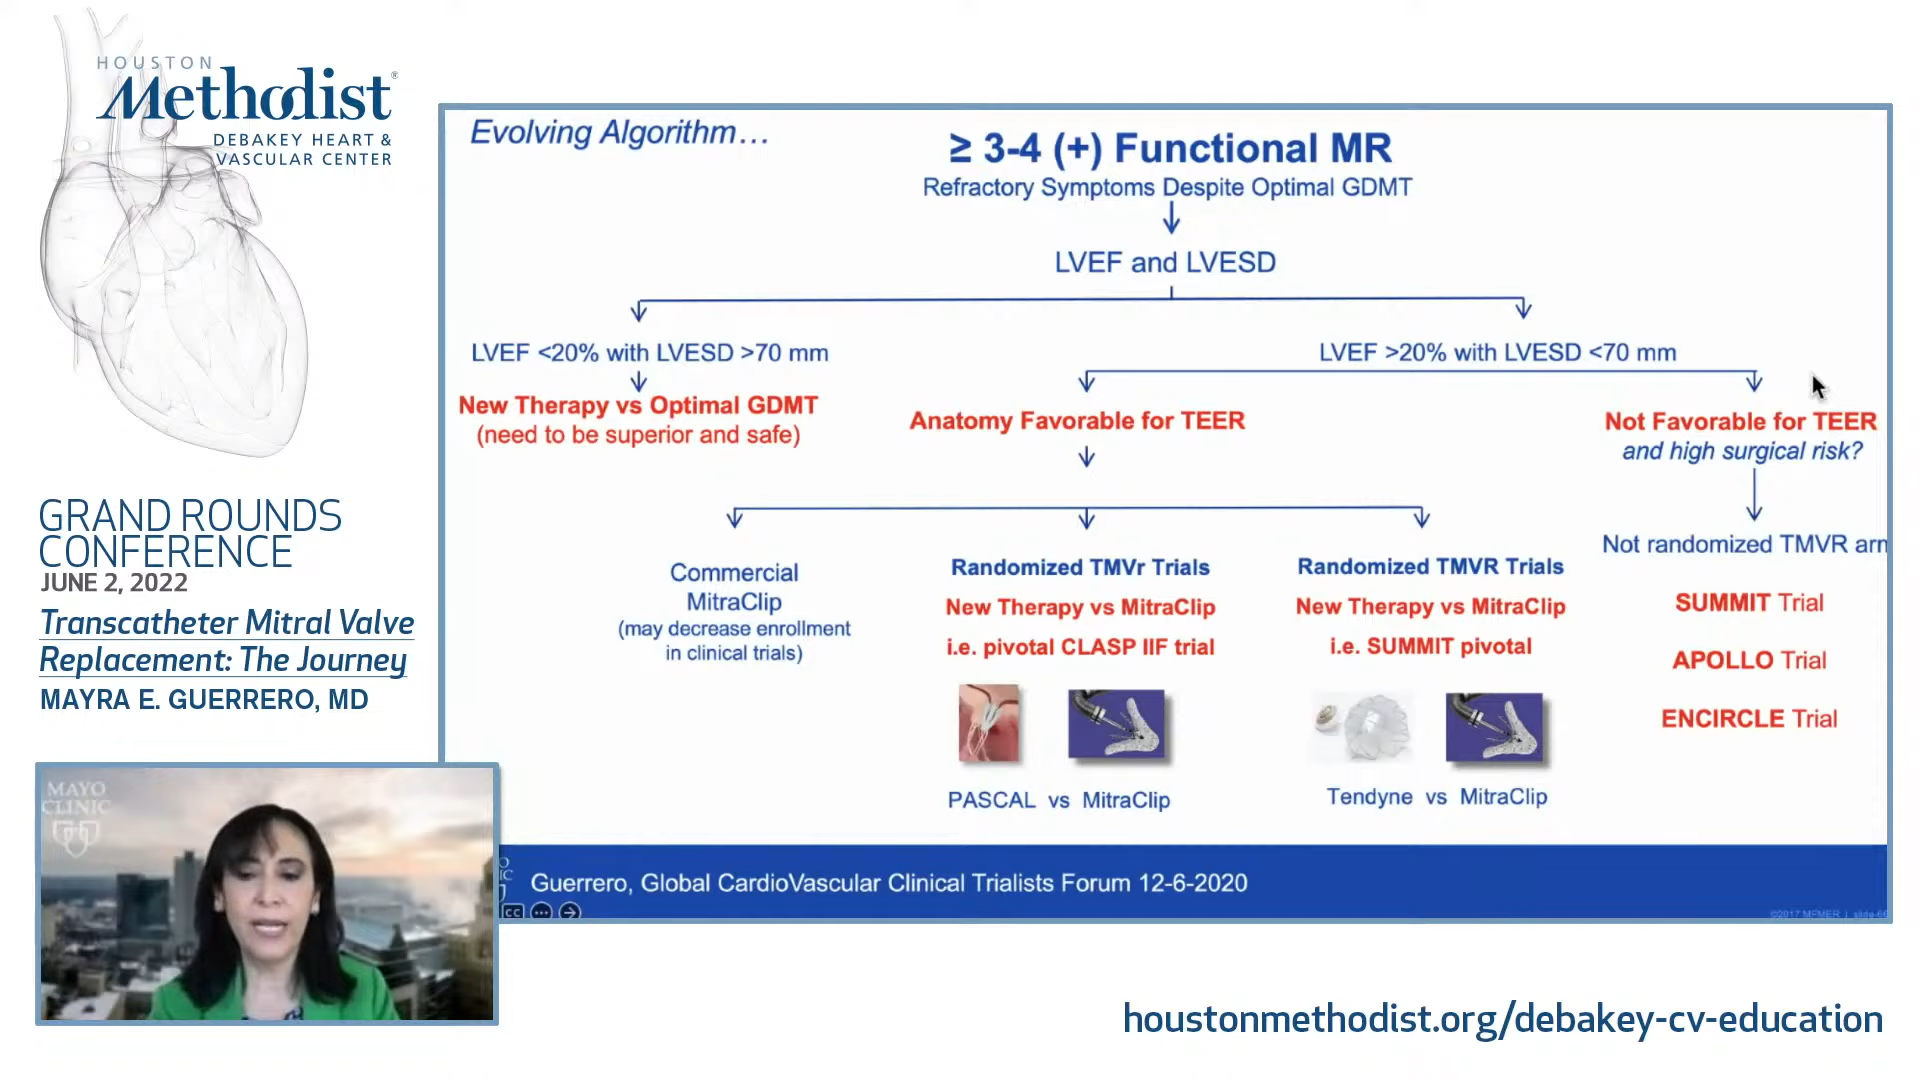 HOUSTON
Methodist®
DEBAKEY HEART &
VASCULAR CENTER
GRAND ROUNDS
CONFERENCE
JUNE 2, 2022
Transcatheter Mitral Valve
Replacement: The Journey
MAYRA E. GUERRERO, MD
MAYO
CLINIC
Evolving Algorithm…
≥ 3-4 (+) Functional MR
Refractory Symptoms Despite Optimal GDMT
LVEF and LVESD
LVEF <20% with LVESD >70 mm
LVEF >20% with LVESD <70 mm
New Therapy vs Optimal GDMT
(need to be superior and safe)
Anatomy Favorable for TEER
Not Favorable for TEER
and high surgical risk?
Commercial
MitraClip
(may decrease enrollment
in clinical trials)
Randomized TMVr Trials
New Therapy vs MitraClip
i.e. pivotal CLASP IIF trial
PASCAL vs MitraClip
Randomized TMVR Trials
New Therapy vs MitraClip
i.e. SUMMIT pivotal
Tendyne vs MitraClip
Not randomized TMVR
SUMMIT Trial
APOLLO Trial
ENCIRCLE Trial
Guerrero, Global CardioVascular Clinical Trialists Forum 12-6-2020
cc
©2017 MFMER |
houstonmethodist.org/debakey-cv-education